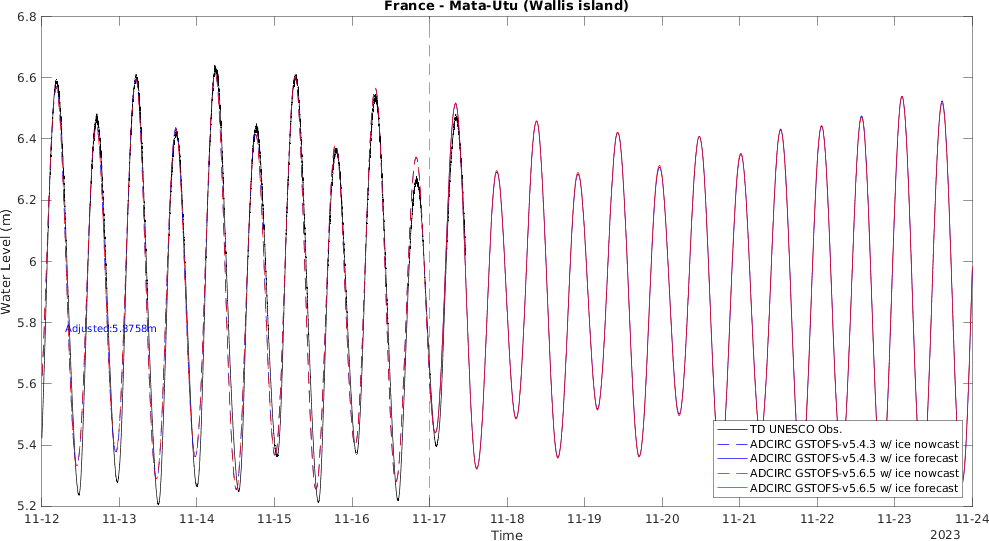 France - Mata-Utu (Wallis island)
6.8
6.6
6.4
6.2
6
5.8
5.6
5.4
5.2
Water Level (m)
Adjusted:5.8758m
TD UNESCO Obs.
ADCIRC GSTOFS-v5.4.3 w/ ice nowcast
ADCIRC GSTOFS-v5.4.3 w/ ice forecast
ADCIRC GSTOFS-v5.6.5 w/ ice nowcast
ADCIRC GSTOFS-v5.6.5 w/ ice forecast
11-12 11-13 11-14 11-15 11-16 11-17 11-18 11-19 11-20 11-21 11-22 11-23 11-24
Time
2023